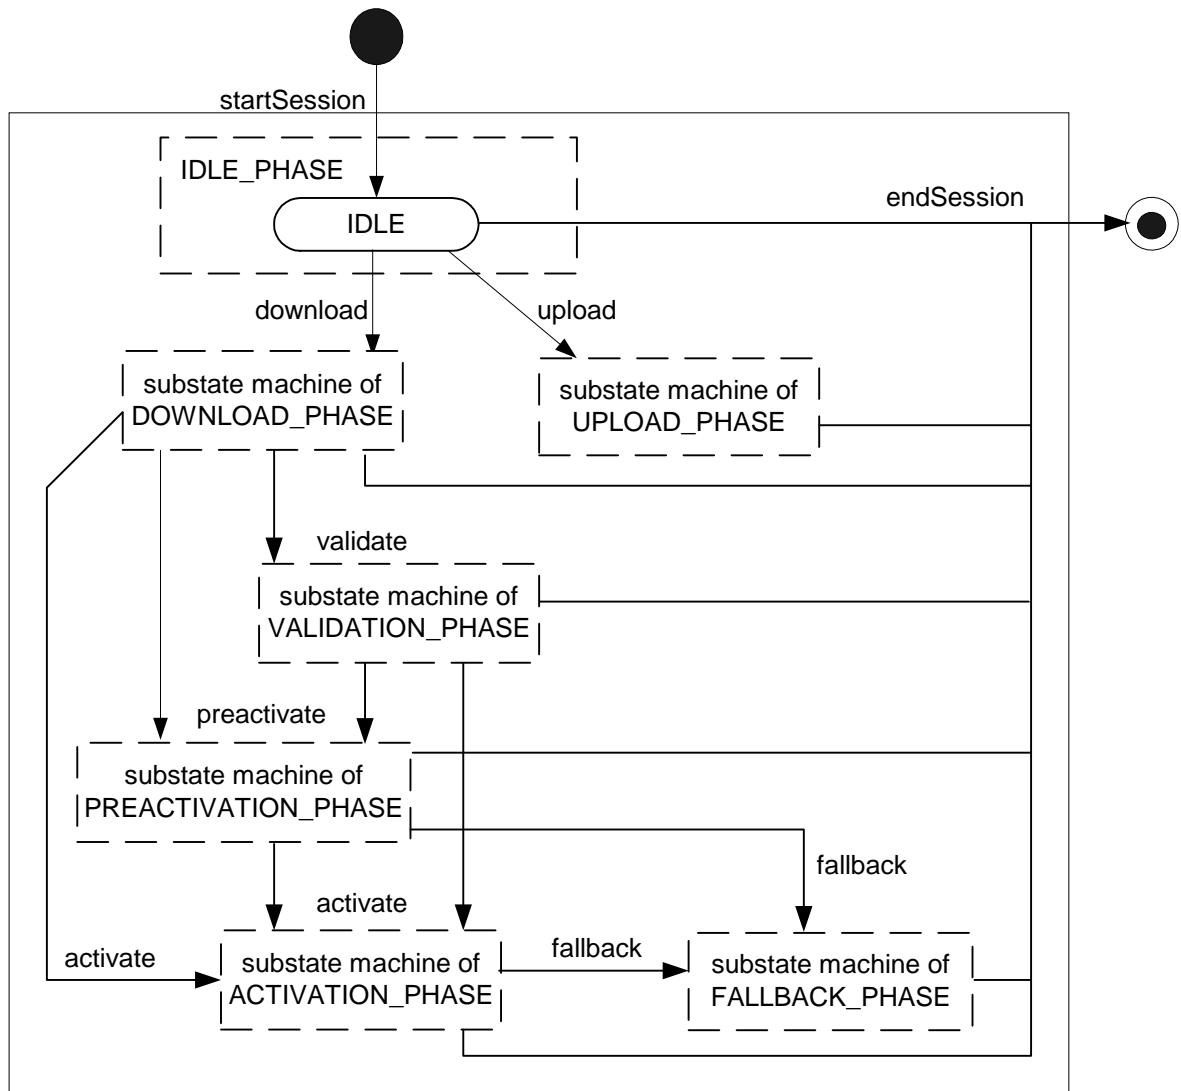 startSession
IDLE_PHASE
endSession
IDLE
download
upload
substate machine of
DOWNLOAD_PHASE
substate machine of
UPLOAD_PHASE
validate
substate machine of
VALIDATION_PHASE
preactivate
substate machine of
PREACTIVATION_PHASE
fallback
activate
activate
fallback
substate machine of
ACTIVATION_PHASE
substate machine of
FALLBACK_PHASE